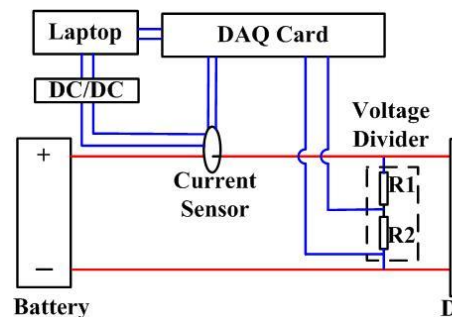 Laptop
DAQ Card
DC/DC
Voltage
Divider
+
Current
Sensor
R1
R2
−
Battery